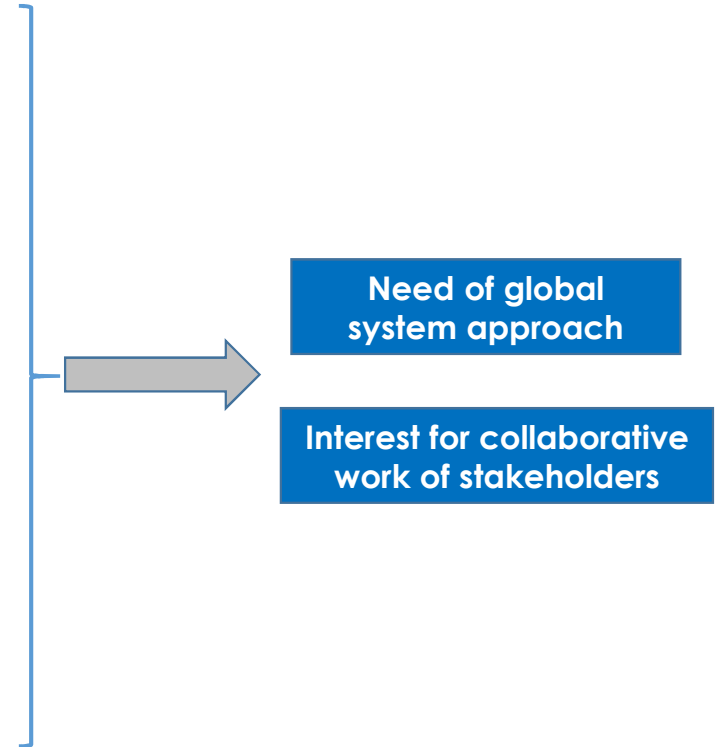 Need of global
system approach
Interest for collaborative
work of stakeholders